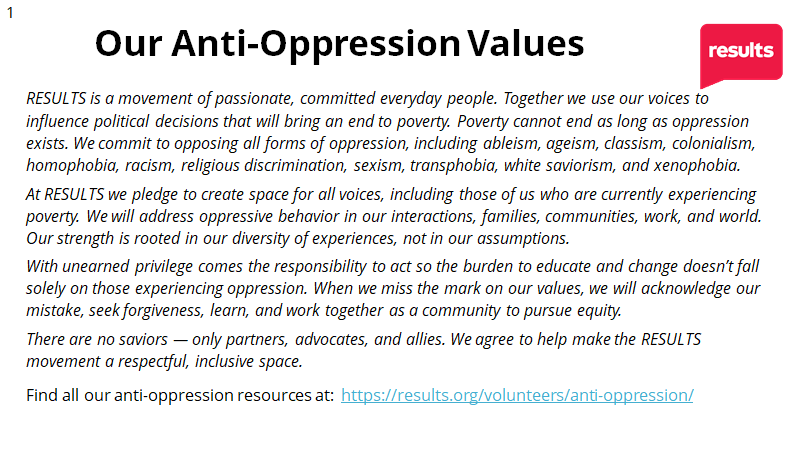 1
Our Anti-Oppression Values
results
RESULTS is a movement of passionate, committed everyday people. Together we use our voices to
influence political decisions that will bring an end to poverty. Poverty cannot end as long as oppression
exists. We commit to opposing all forms of oppression, including ableism, ageism, classism, colonialism,
homophobia, racism, religious discrimination, sexism, transphobia, white saviorism, and xenophobia.
At RESULTS we pledge to create space for all voices, including those of us who are currently experiencing
poverty. We will address oppressive behavior in our interactions, families, communities, work, and world.
Our strength is rooted in our diversity of experiences, not in our assumptions.
With unearned privilege comes the responsibility to act so the burden to educate and change doesn’t fall
solely on those experiencing oppression. When we miss the mark on our values, we will acknowledge our
mistake, seek forgiveness, learn, and work together as a community to pursue equity.
There are no saviors — only partners, advocates, and allies. We agree to help make the RESULTS
movement a respectful, inclusive space.
Find all our anti-oppression resources at: https://results.org/volunteers/anti-oppression/